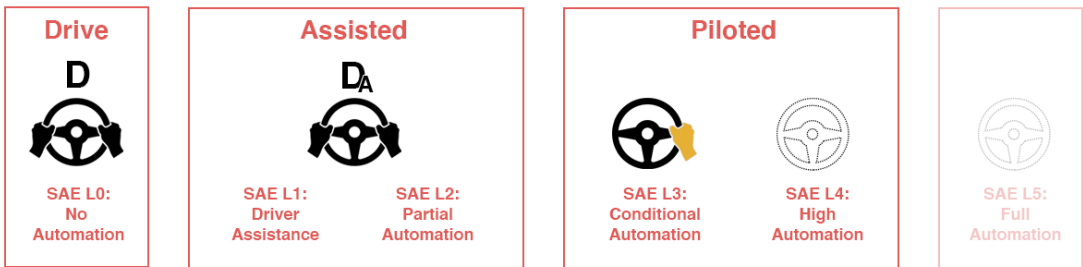 Drive
D
SAE L0:
No
Automation
Assisted
DA
SAE L1:
Driver
Assistance
SAE L2:
Partial
Automation
Piloted
SAE L3:
Conditional
Automation
SAE L4:
High
Automation
SAE L5:
Full
Automation